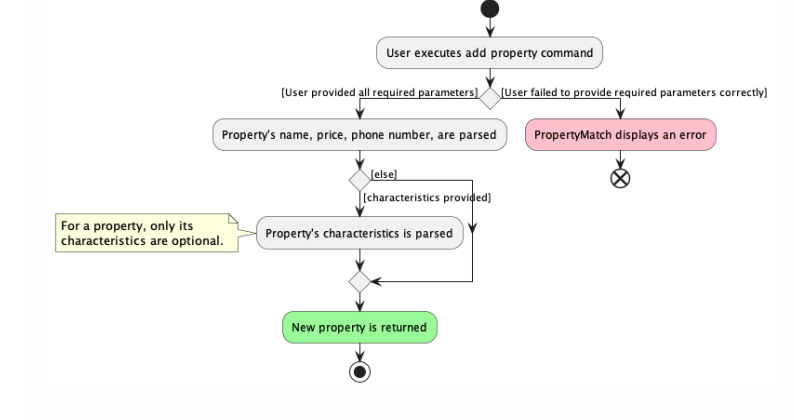 User executes add property command
[User provided all required parameters]
[User failed to provide required parameters correctly]
Property's name, price, phone number, are parsed
PropertyMatch displays an error
[else]
[characteristics provided]
For a property, only its
characteristics are optional.
Property's characteristics is parsed
New property is returned